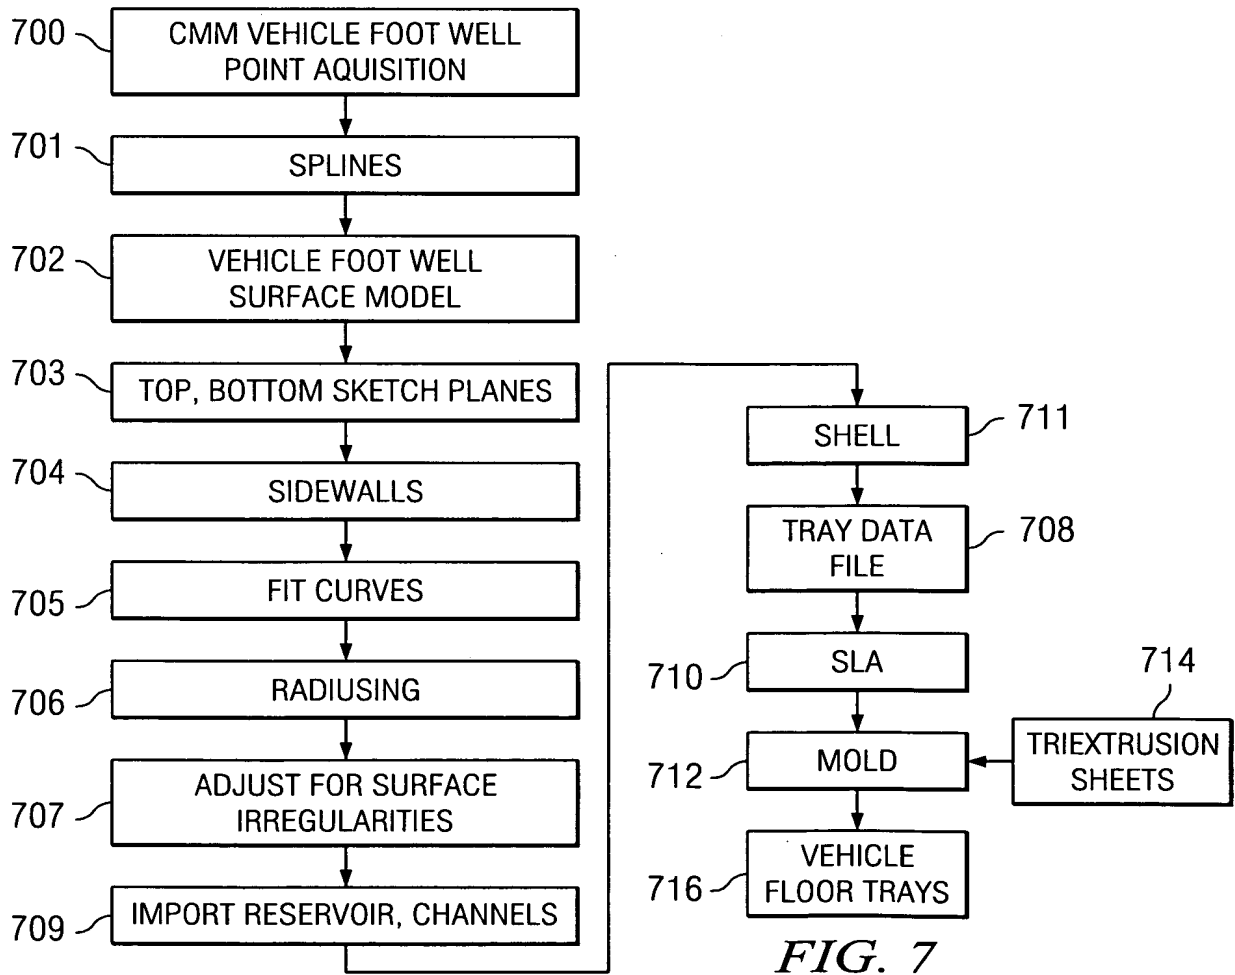 700
CMM VEHICLE FOOT WELL
POINT AQUISITION
701
SPLINES
702
VEHICLE FOOT WELL
SURFACE MODEL
703
TOP, BOTTOM SKETCH PLANES
704
SIDEWALLS
705
FIT CURVES
706
RADIUSING
707
ADJUST FOR SURFACE
IRREGULARITIES
709
IMPORT RESERVOIR, CHANNELS
SHELL
711
TRAY DATA
FILE
708
710
SLA
712
MOLD
714
TRIEXTRUSION
SHEETS
716
VEHICLE
FLOOR TRAYS
FIG. 7